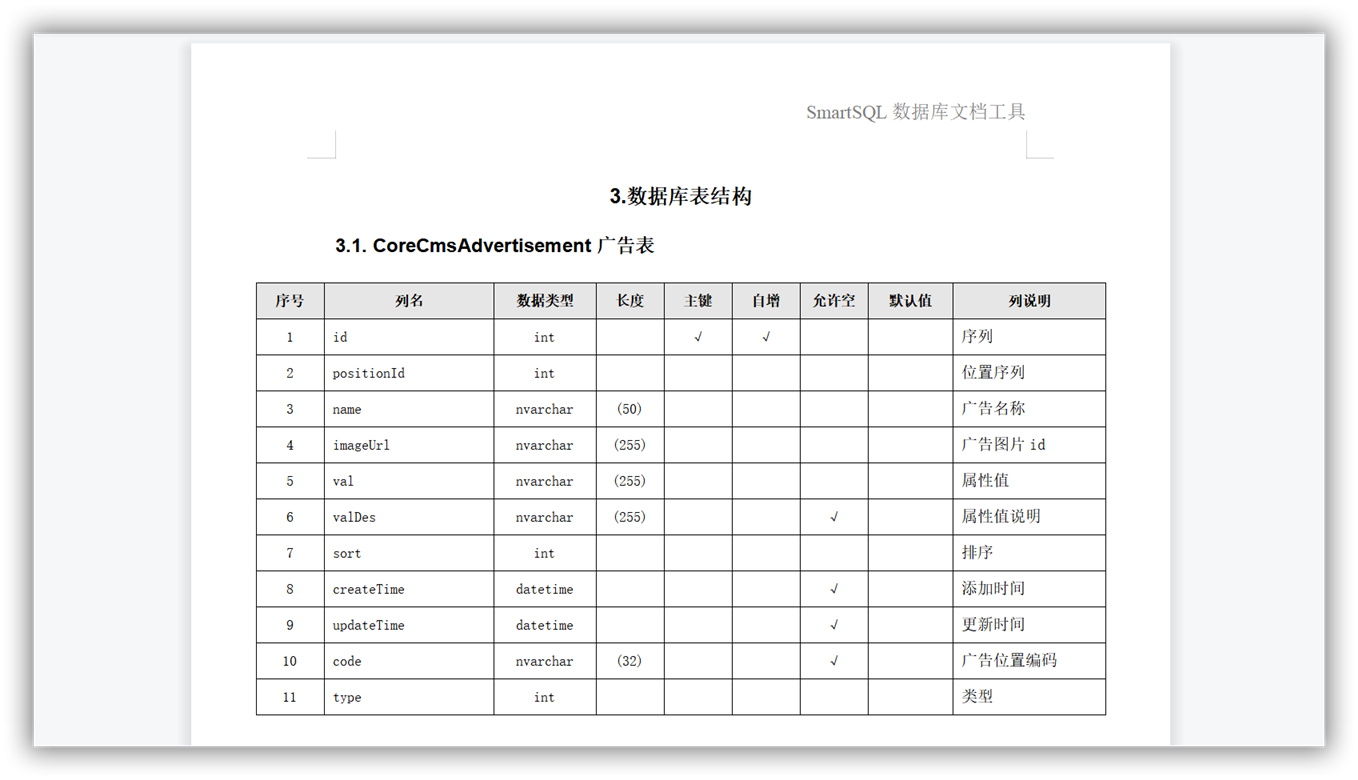 SmartSQL 数据库文档工具
3.数据库表结构
3.1. CoreCmsAdvertisement 广告表
序号 列名 数据类型 长度 主键 自增 允许空 默认值 列说明
1 id int √ √ 序列
2 positionId int 位置序列
3 name nvarchar (50) 广告名称
4 imageUrl nvarchar (255) 广告图片 id
5 val nvarchar (255) 属性值
6 valDes nvarchar (255) √ 属性值说明
7 sort int 排序
8 createTime datetime √ 添加时间
9 updateTime datetime √ 更新时间
10 code nvarchar (32) √ 广告位置编码
11 type int 类型